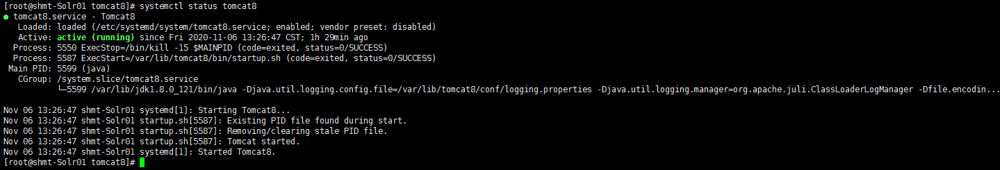 [root@shmt-Solr01 tomcat8]# systemctl status tomcat8
● tomcat8.service - Tomcat8
   Loaded: loaded (/etc/systemd/system/tomcat8.service; enabled; vendor preset: disabled)
   Active: active (running) since Fri 2020-11-06 13:26:47 CST; 1h 29min ago
  Process: 5550 ExecStop=/bin/kill -15 $MAINPID (code=exited, status=0/SUCCESS)
  Process: 5587 ExecStart=/var/lib/tomcat8/bin/startup.sh (code=exited, status=0/SUCCESS)
 Main PID: 5599 (java)
   CGroup: /system.slice/tomcat8.service
           └─5599 /var/lib/jdk1.8.0_121/bin/java -Djava.util.logging.config.file=/var/lib/tomcat8/conf/logging.properties -Djava.util.logging.manager=org.apache.juli.ClassLoaderLogManager -Dfile.encodin...
Nov 06 13:26:47 shmt-Solr01 systemd[1]: Starting Tomcat8...
Nov 06 13:26:47 shmt-Solr01 startup.sh[5587]: Existing PID file found during start.
Nov 06 13:26:47 shmt-Solr01 startup.sh[5587]: Removing/clearing stale PID file.
Nov 06 13:26:47 shmt-Solr01 startup.sh[5587]: Tomcat started.
Nov 06 13:26:47 shmt-Solr01 systemd[1]: Started Tomcat8.
[root@shmt-Solr01 tomcat8]#